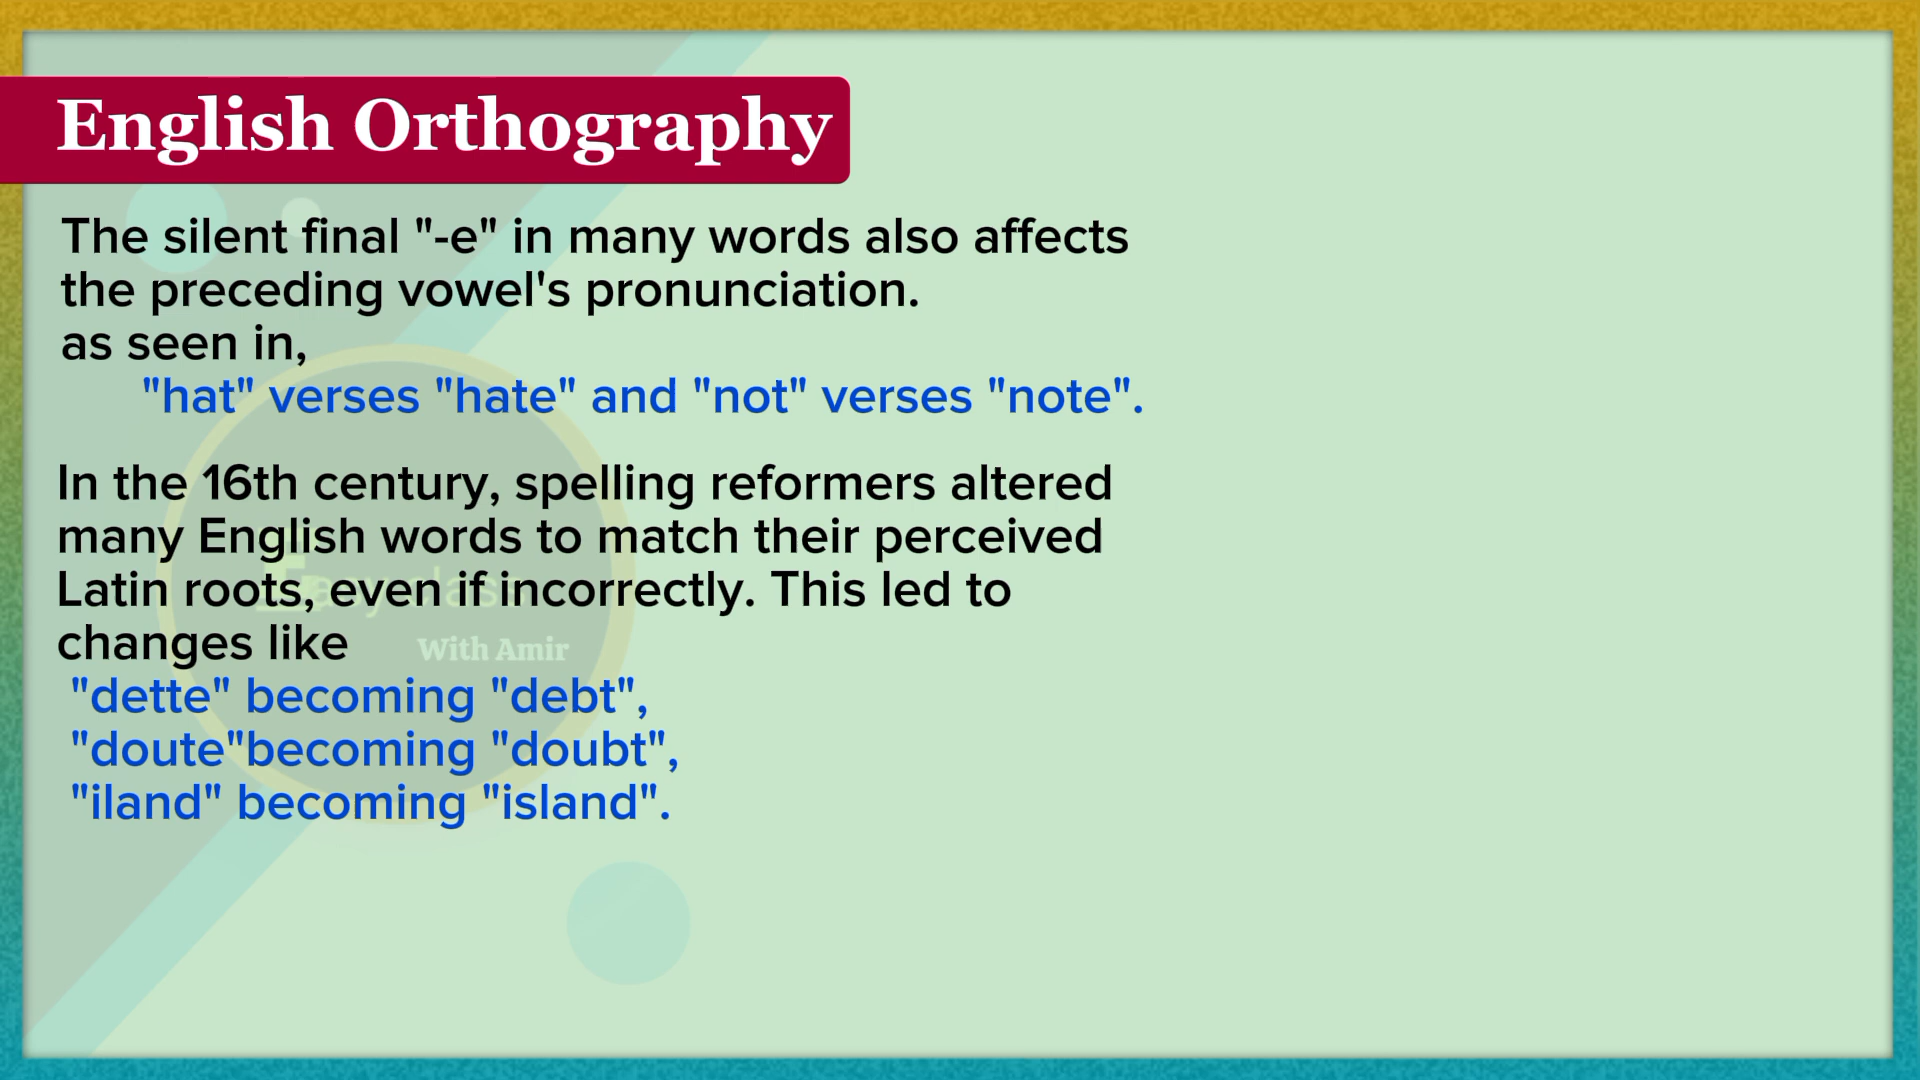 English Orthography
The silent final "-e" in many words also affects
the preceding vowel's pronunciation.
as seen in,
"hat" verses "hate" and "not" verses "note".
In the 16th century, spelling reformers altered
many English words to match their perceived
Latin roots, even if incorrectly. This led to
changes like
"dette" becoming "debt",
"doute"becoming "doubt",
"iland" becoming "island".
Easy class
With Amir